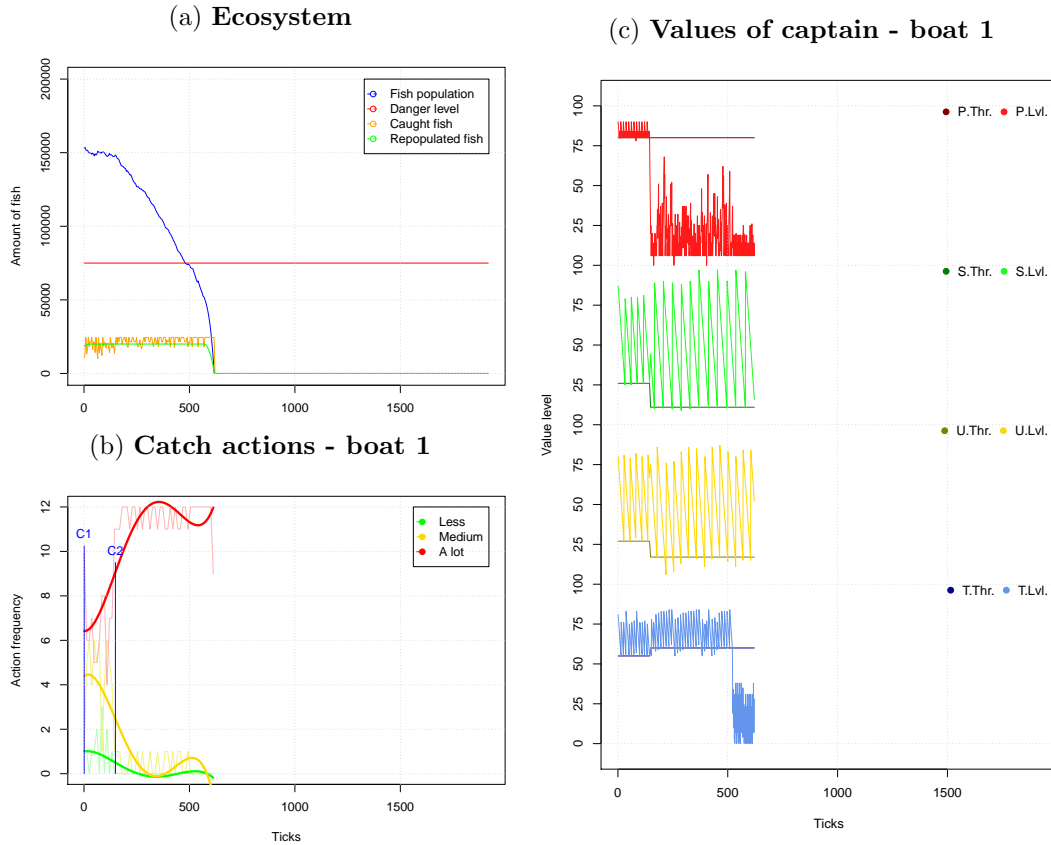 (a) Ecosystem
Amount of fish
200000
150000
100000
50000
0
Fish population
Danger level
Caught fish
Repopulated fish
0
500
1000
1500
(b) Catch actions - boat 1
Action frequency
12
10
8
6
4
2
0
C1
C2
Less
Medium
A lot
0
500
1000
1500
Ticks
(c) Values of captain - boat 1
Value level
100
75
50
25
100
75
50
25
100
75
50
25
100
75
50
25
0
P.Thr. P.Lvl.
S.Thr. S.Lvl.
U.Thr. U.Lvl.
T.Thr. T.Lvl.
0
500
1000
1500
Ticks